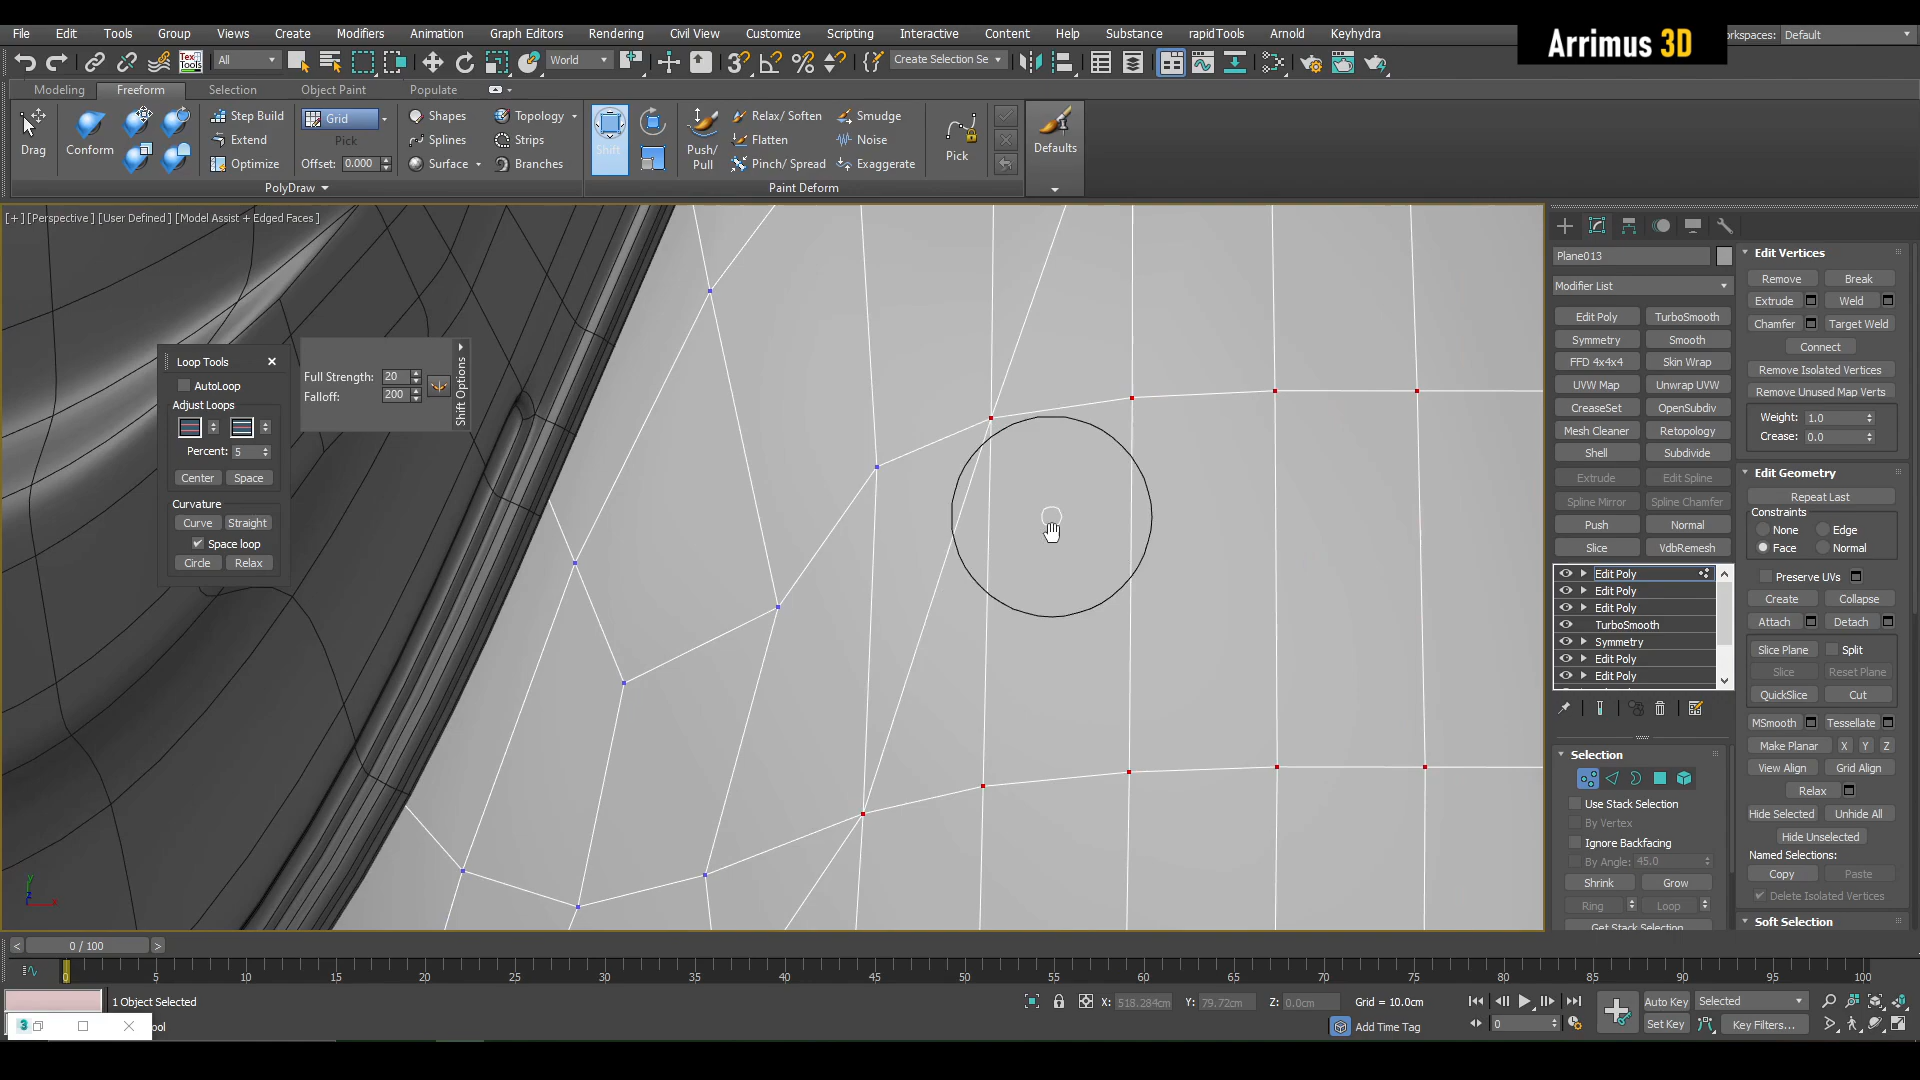 File Edit Tools Group Views Create Modifiers Animation Graph Editors Rendering Civil View Customize Scripting Interactive Content Help Substance rapidTools Arnold Keyhydra
Arrimus 3D
orkspaces: Default
All World Create Selection Se
Modeling Freeform Selection Object Paint Populate
Drag Conform
Step Build
Extend
Optimize
Grid
Pick
Offset: 0.000
Shapes
Splines
Surface
Topology
Strips
Branches
Shift
Push/
Pull
Relax/ Soften
Flatten
Pinch/ Spread
Smudge
Noise
Exaggerate
Pick
Defaults
PolyDraw
Paint Deform
[+] [Perspective ] [User Defined ] [Model Assist + Edged Faces ]
Loop Tools
AutoLoop
Adjust Loops
Percent: 5
Center Space
Curvature
Curve Straight
Space loop
Circle Relax
Full Strength: 20
Falloff: 200
Shift Options
Plane013
Modifier List
Edit Poly TurboSmooth
Symmetry Smooth
FFD 4x4x4 Skin Wrap
UVW Map Unwrap UVW
CreaseSet OpenSubdiv
Mesh Cleaner Retopology
Shell Subdivide
Extrude Edit Spline
Spline Mirror Spline Chamfer
Push Normal
Slice VdbRemesh
Edit Poly
Edit Poly
Edit Poly
TurboSmooth
Symmetry
Edit Poly
Edit Poly
Selection
Use Stack Selection
By Vertex
Ignore Backfacing
By Angle: 45.0
Shrink Grow
Ring Loop
Get Stack Selection
Edit Vertices
Remove Break
Extrude Weld
Chamfer Target Weld
Connect
Remove Isolated Vertices
Remove Unused Map Verts
Weight: 1.0
Crease: 0.0
Edit Geometry
Repeat Last
Constraints
None Edge
Face Normal
Preserve UVs
Create Collapse
Attach Detach
Slice Plane Split
Slice Reset Plane
QuickSlice Cut
MSmooth Tessellate
Make Planar X Y Z
View Align Grid Align
Relax
Hide Selected Unhide All
Hide Unselected
Named Selections:
Copy Paste
Delete Isolated Vertices
Soft Selection
< 0 / 100 >
0 5 10 15 20 25 30 35 40 45 50 55 60 65 70 75 80 85 90 95 100
1 Object Selected
X: 518.284cm Y: 79.72cm Z: 0.0cm Grid = 10.0cm
Add Time Tag
0
Auto Key Selected
Set Key Key Filters...
3 ool